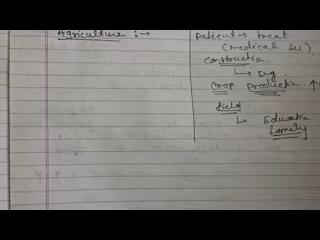 Agriculture :→
patient → treat
(medical sci)
construction
↳ Eng.
crop production ↑
field
↳ Education
family